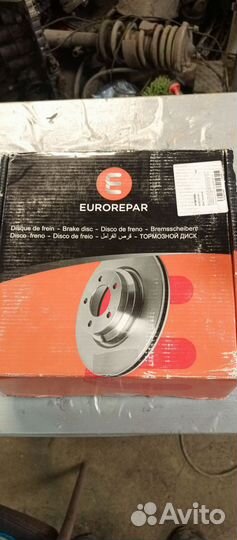 EUROREPAR
Disque de frein - Brake disc - Disco de freno - Bremsscheiben
Disco freno - Disco de freio - قرص الفرامل - ТОРМОЗНОЙ ДИСК
Avito